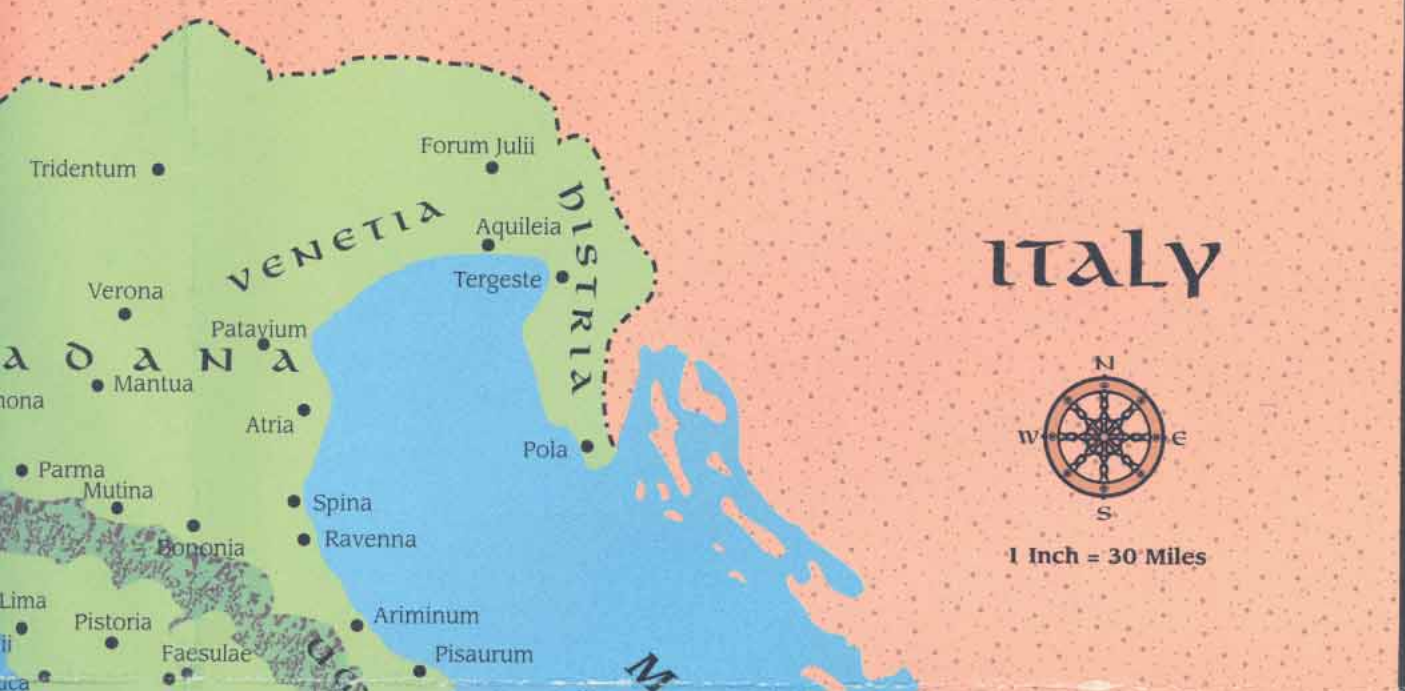 Forum Julii
Tridentum
HISTRIA
VENETIA
Aquileia
ITALY
Tergeste
Verona
Patavium
ADANA
N
Mantua
Atria
W
E
Pola
Parma
Mutina
Spina
S
Bononia
Ravenna
1 Inch = 30 Miles
Lima
Ariminum
Pistoria
Faesulae
Pisaurum
M